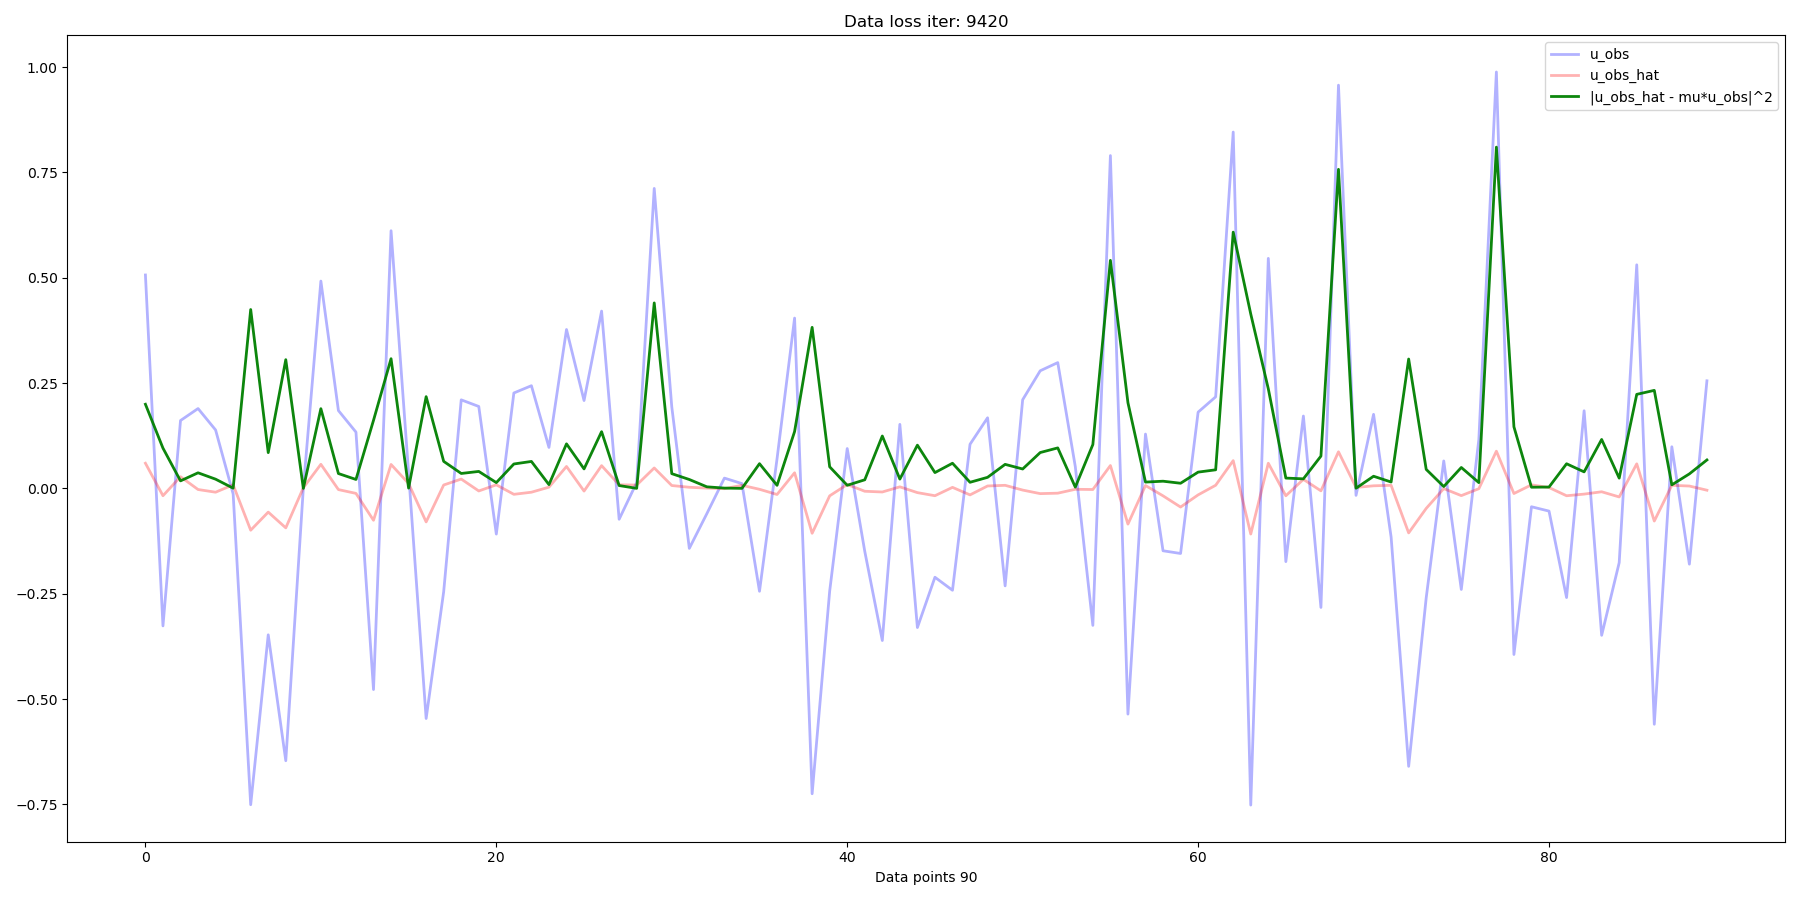 Data loss iter: 9420
u_obs
u_obs_hat
|u_obs_hat - mu*u_obs|^2
1.00
0.75
0.50
0.25
0.00
−0.25
−0.50
−0.75
0 20 40 60 80
Data points 90